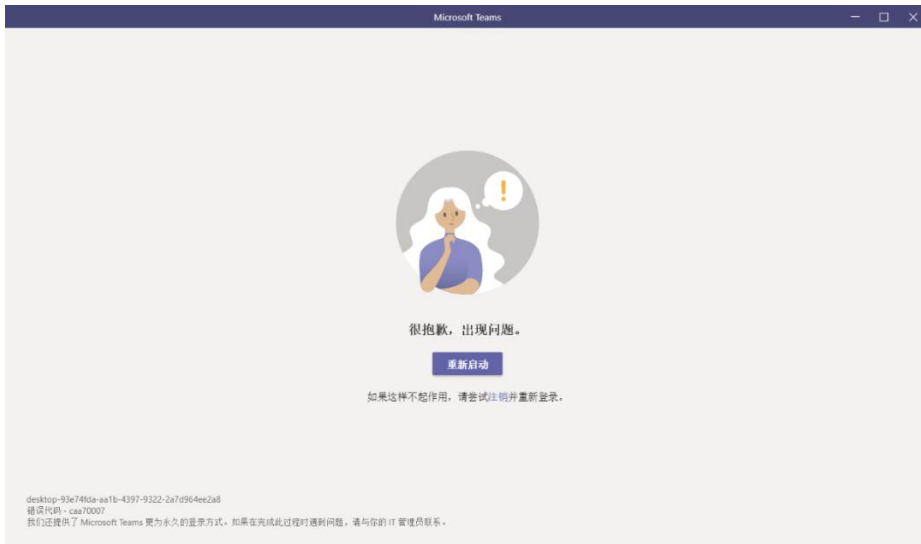 Microsoft Teams
很抱歉，出现问题。
重新启动
如果这样不起作用，请尝试注销并重新登录。
desktop-93e74fda-aa1b-4397-9322-2a7d964ee2a8
错误代码 - caa70007
我们还提供了 Microsoft Teams 更为永久的登录方式。如果在完成此过程时遇到问题，请与你的 IT 管理员联系。